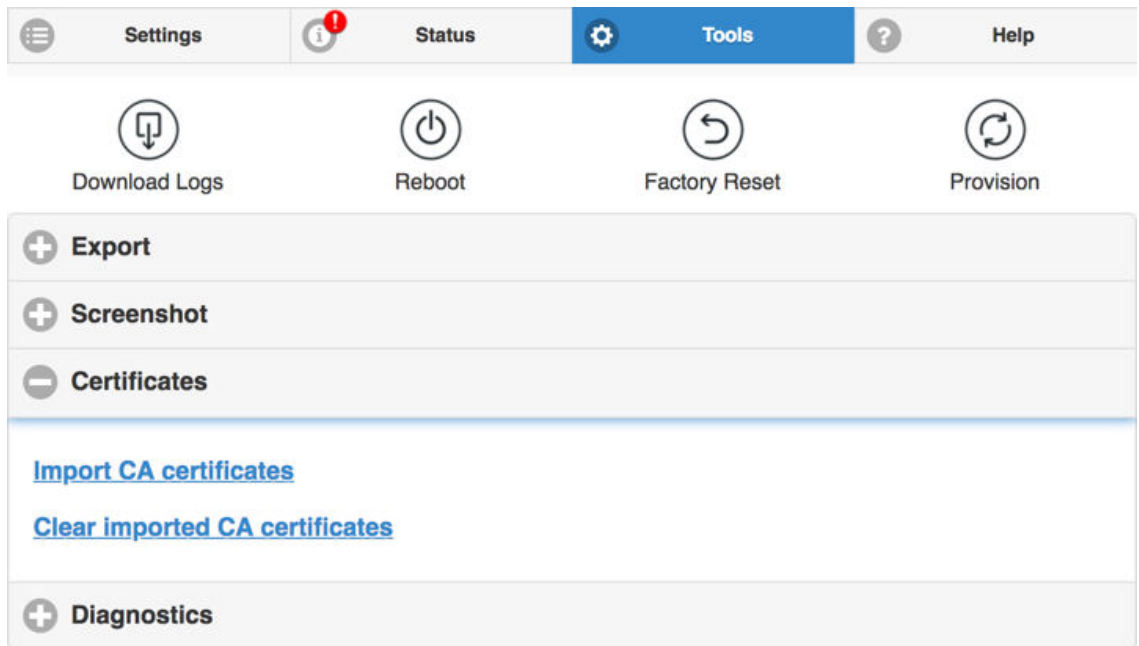 Settings
Status
Tools
Help
Download Logs
Reboot
Factory Reset
Provision
Export
Screenshot
Certificates
Import CA certificates
Clear imported CA certificates
Diagnostics